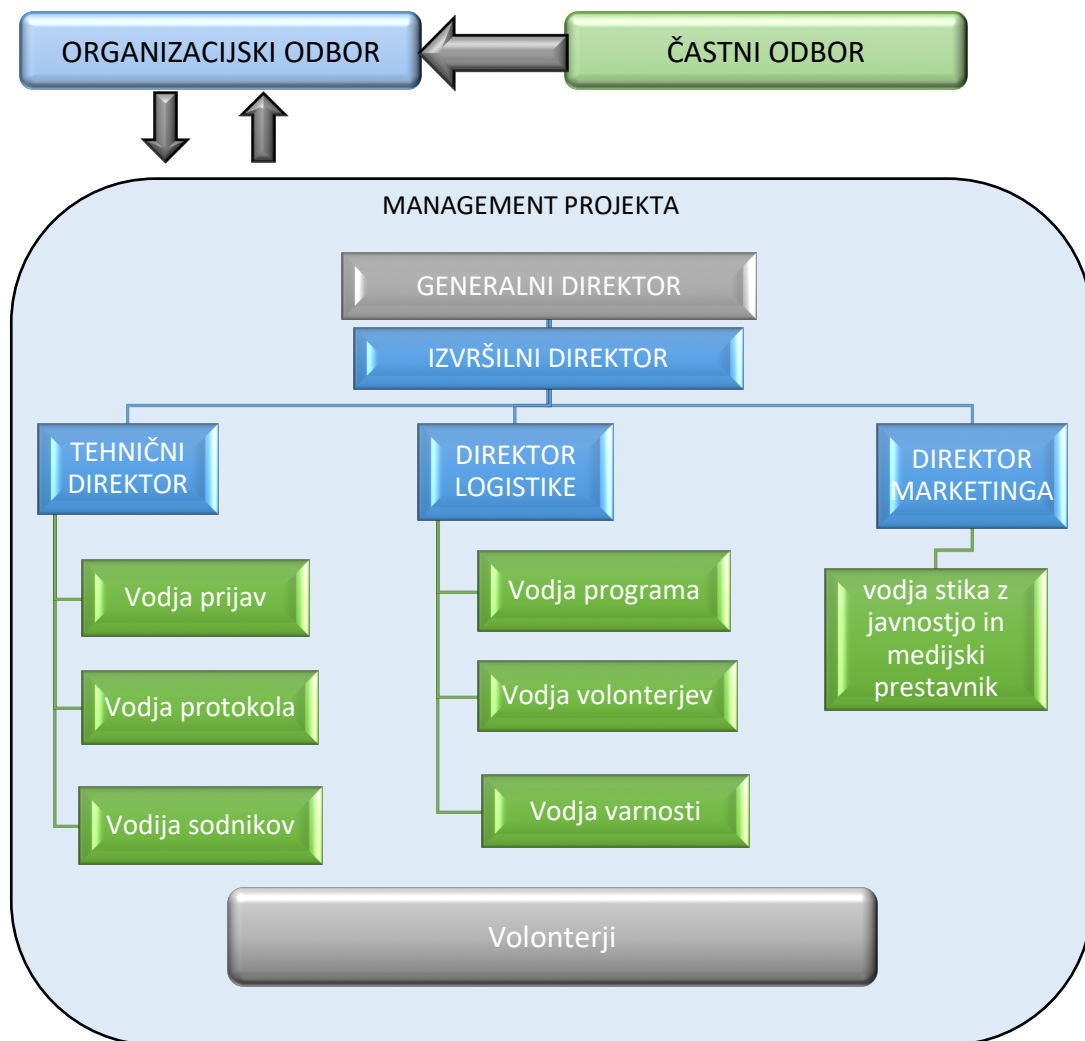 ORGANIZACIJSKI ODBOR
ČASTNI ODBOR
MANAGEMENT PROJEKTA
GENERALNI DIREKTOR
IZVRŠILNI DIREKTOR
TEHNIČNI
DIREKTOR
Vodja prijav
Vodja protokola
Vodija sodnikov
DIREKTOR
LOGISTIKE
Vodja programa
Vodja volonterjev
Vodja varnosti
DIREKTOR
MARKETINGA
vodja stika z
javnostjo in
medijski
prestavnik
Volonterji